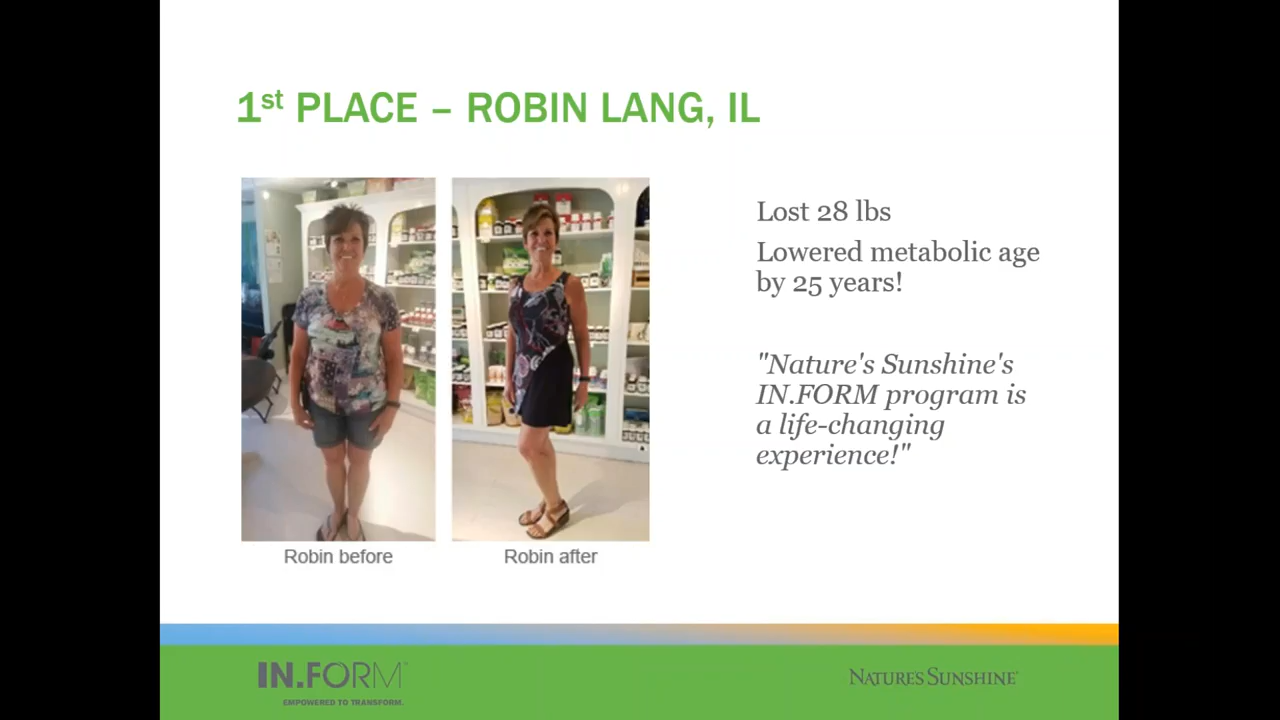 1st PLACE – ROBIN LANG, IL
Lost 28 lbs
Lowered metabolic age
by 25 years!
"Nature's Sunshine's
IN.FORM program is
a life-changing
experience!"
Robin before
Robin after
IN.FORM™
EMPOWERED TO TRANSFORM.
NATURE'S SUNSHINE®